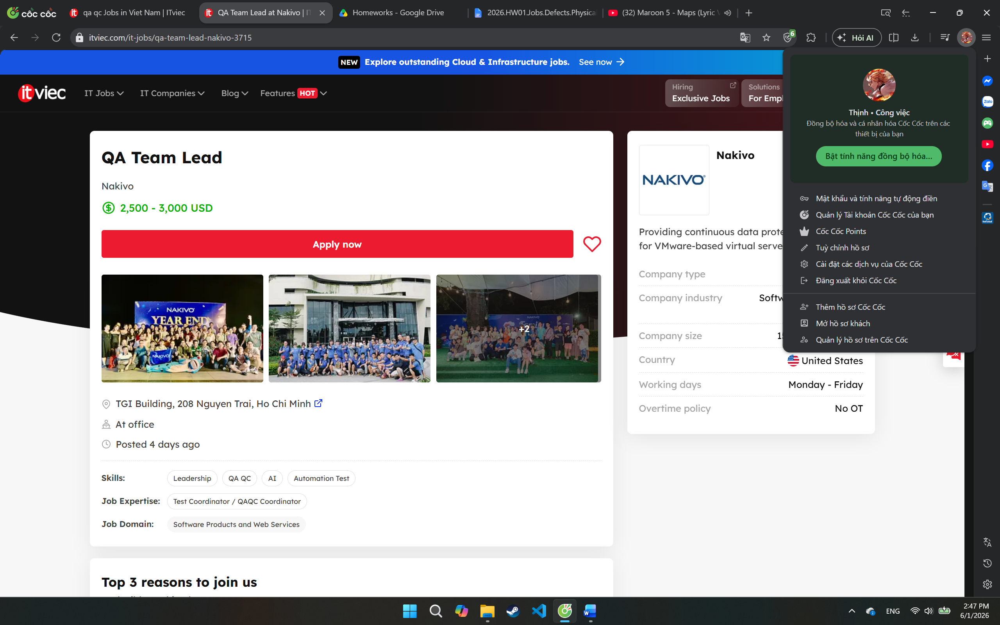 cốc cốc
qa qc Jobs in Viet Nam | ITviec
QA Team Lead at Nakivo | IT
Homeworks - Google Drive
2026.HW01.Jobs.Defects.Physical
(32) Maroon 5 - Maps (Lyric V
itviec.com/it-jobs/qa-team-lead-nakivo-3715
6
Hỏi AI
NEW Explore outstanding Cloud & Infrastructure jobs. See now
itviec
IT Jobs
IT Companies
Blog
Features HOT
Hiring
Exclusive Jobs
Solutions
For Empl
QA Team Lead
Nakivo
2,500 - 3,000 USD
Apply now
NAKIVO
YEAR END
NAKIVO
NAKIVO
+2
TGI Building, 208 Nguyen Trai, Ho Chi Minh
At office
Posted 4 days ago
Skills: Leadership QA QC AI Automation Test
Job Expertise: Test Coordinator / QAQC Coordinator
Job Domain: Software Products and Web Services
Top 3 reasons to join us
NAKIVO
Nakivo
Providing continuous data prote
for VMware-based virtual serve
Company type
Company industry Softw
Company size 15
Country United States
Working days Monday - Friday
Overtime policy No OT
Thịnh • Công việc
Đồng bộ hóa và cá nhân hóa Cốc Cốc trên các
thiết bị của bạn
Bật tính năng đồng bộ hóa...
Mật khẩu và tính năng tự động điền
Quản lý Tài khoản Cốc Cốc của bạn
Cốc Cốc Points
Tuỳ chỉnh hồ sơ
Cài đặt các dịch vụ của Cốc Cốc
Đăng xuất khỏi Cốc Cốc
Thêm hồ sơ Cốc Cốc
Mở hồ sơ khách
Quản lý hồ sơ trên Cốc Cốc
Zalo
ENG
2:47 PM
6/1/2026